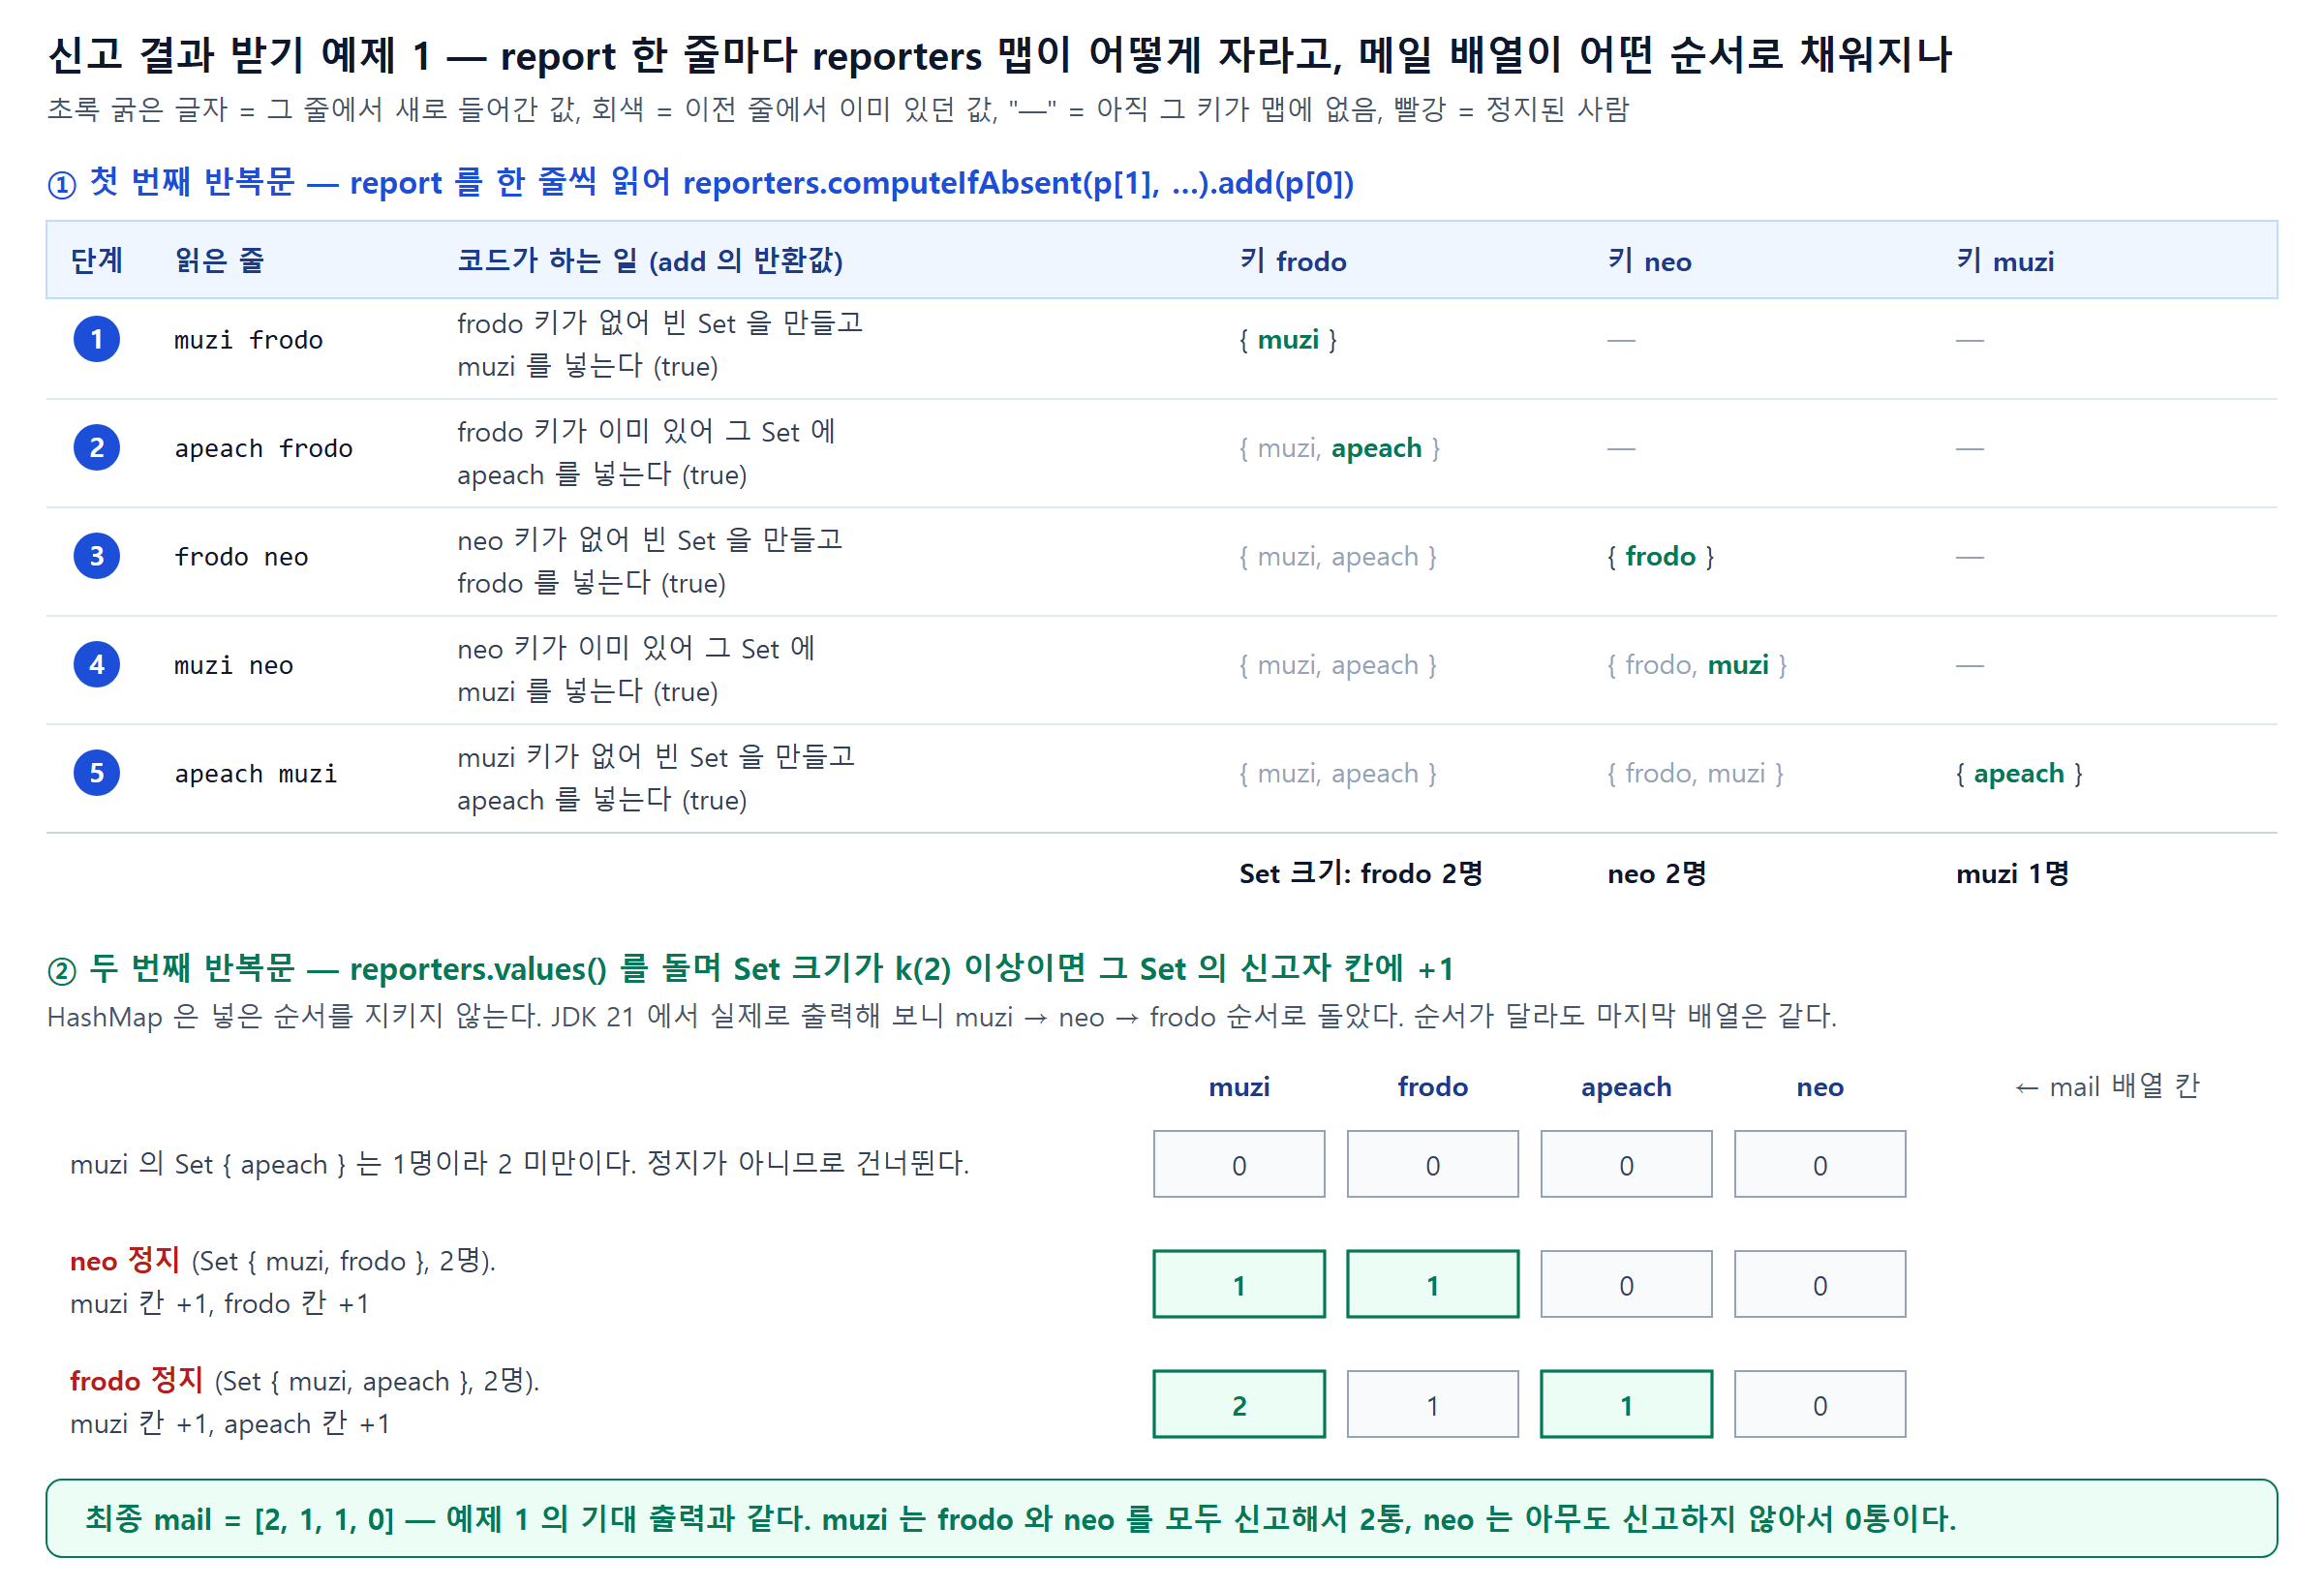 신고 결과 받기 예제 1 — report 한 줄마다 reporters 맵이 어떻게 자라고, 메일 배열이 어떤 순서로 채워지나
초록 굵은 글자 = 그 줄에서 새로 들어간 값, 회색 = 이전 줄에서 이미 있던 값, "—" = 아직 그 키가 맵에 없음, 빨강 = 정지된 사람
① 첫 번째 반복문 — report 를 한 줄씩 읽어 reporters.computeIfAbsent(p[1], ...).add(p[0])
단계 읽은 줄 코드가 하는 일 (add 의 반환값) 키 frodo 키 neo 키 muzi
1 muzi frodo frodo 키가 없어 빈 Set 을 만들고 { muzi } — —
muzi 를 넣는다 (true)
2 apeach frodo frodo 키가 이미 있어 그 Set 에 { muzi, apeach } — —
apeach 를 넣는다 (true)
3 frodo neo neo 키가 없어 빈 Set 을 만들고 { muzi, apeach } { frodo } —
frodo 를 넣는다 (true)
4 muzi neo neo 키가 이미 있어 그 Set 에 { muzi, apeach } { frodo, muzi } —
muzi 를 넣는다 (true)
5 apeach muzi muzi 키가 없어 빈 Set 을 만들고 { muzi, apeach } { frodo, muzi } { apeach }
apeach 를 넣는다 (true)
Set 크기: frodo 2명 neo 2명 muzi 1명
② 두 번째 반복문 — reporters.values() 를 돌며 Set 크기가 k(2) 이상이면 그 Set 의 신고자 칸에 +1
HashMap 은 넣은 순서를 지키지 않는다. JDK 21 에서 실제로 출력해 보니 muzi → neo → frodo 순서로 돌았다. 순서가 달라도 마지막 배열은 같다.
muzi frodo apeach neo ← mail 배열 칸
muzi 의 Set { apeach } 는 1명이라 2 미만이다. 정지가 아니므로 건너뛴다. 0 0 0 0
neo 정지 (Set { muzi, frodo }, 2명). 1 1 0 0
muzi 칸 +1, frodo 칸 +1
frodo 정지 (Set { muzi, apeach }, 2명). 2 1 1 0
muzi 칸 +1, apeach 칸 +1
최종 mail = [2, 1, 1, 0] — 예제 1 의 기대 출력과 같다. muzi 는 frodo 와 neo 를 모두 신고해서 2통, neo 는 아무도 신고하지 않아서 0통이다.